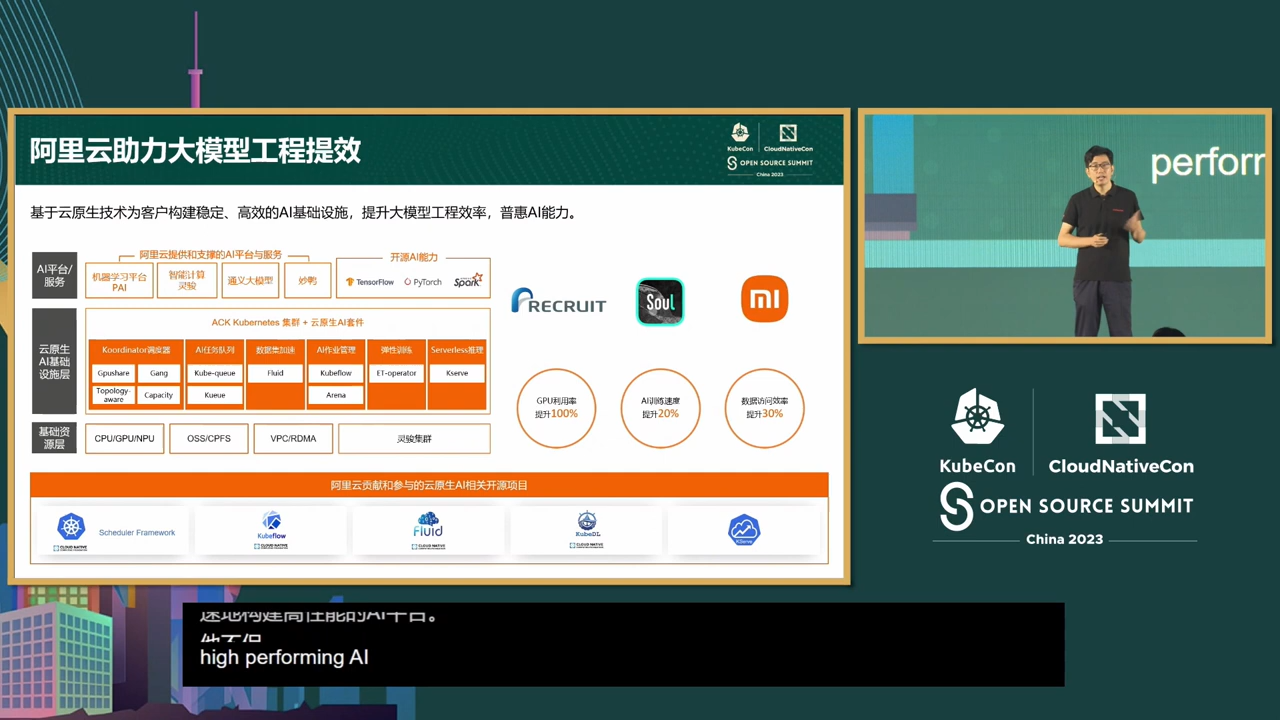 阿里云助力大模型工程提效
KubeCon
CloudNativeCon
OPEN SOURCE SUMMIT
China 2023
基于云原生技术为客户构建稳定、高效的AI基础设施，提升大模型工程效率，普惠AI能力。
AI平台/
服务
阿里云提供和支撑的AI平台与服务
机器学习平台
PAI
智能计算
灵骏
通义大模型
妙鸭
开源AI能力
TensorFlow
PyTorch
Spark
云原生
AI基础
设施层
ACK Kubernetes 集群 + 云原生AI套件
Koordinator调度器
Gpushare
Gang
Topology-
aware
Capacity
AI任务队列
Kube-queue
Kueue
数据集加速
Fluid
AI作业管理
Kubeflow
Arena
弹性训练
ET-operator
Serverless推理
Kserve
基础资
源层
CPU/GPU/NPU
OSS/CPFS
VPC/RDMA
灵骏集群
RECRUIT
Soul
mi
GPU利用率
提升100%
AI训练速度
提升20%
数据访问效率
提升30%
阿里云贡献和参与的云原生AI相关开源项目
Scheduler Framework
Kubeflow
Fluid
KubeDL
KServe
perforr
KubeCon
CloudNativeCon
OPEN SOURCE SUMMIT
China 2023
速地构建高性能的AI平台。
high performing AI